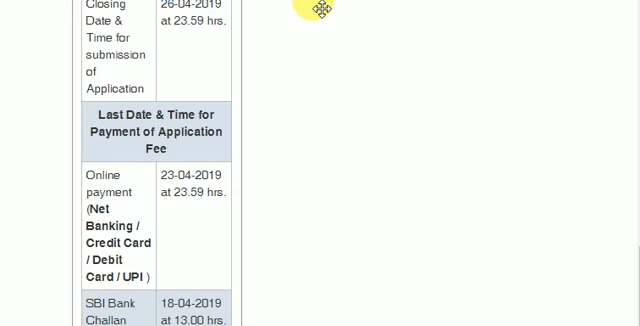 Closing
Date &
Time for
submission
of
Application
26-04-2019
at 23.59 hrs.
Last Date & Time for
Payment of Application
Fee
Online
payment
(Net
Banking /
Credit Card
/ Debit
Card / UPI )
23-04-2019
at 23.59 hrs.
SBI Bank
Challan
18-04-2019
at 13.00 hrs.